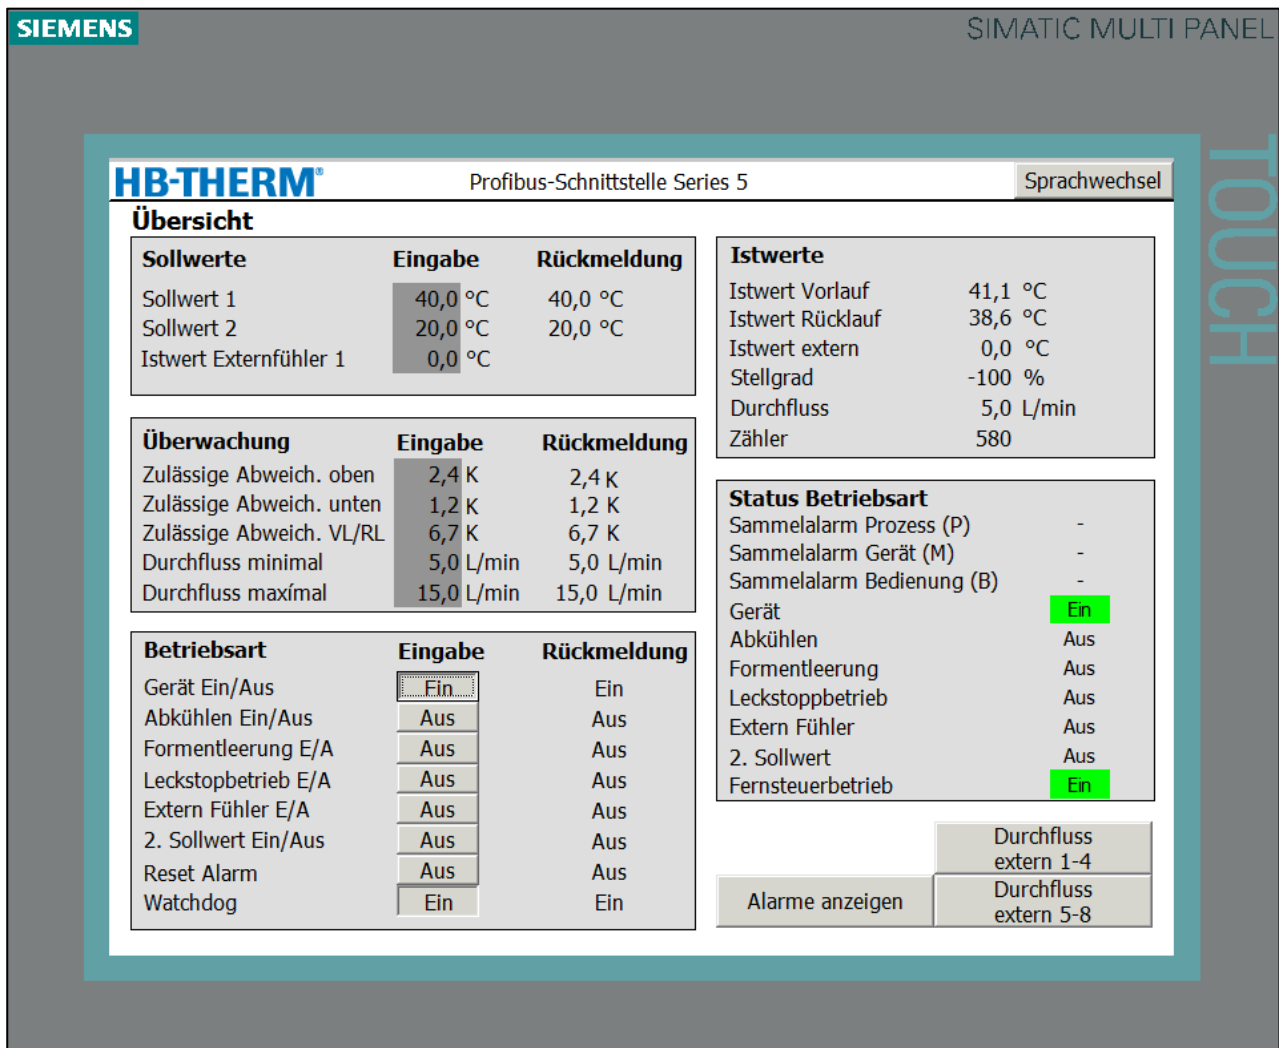 SIEMENS
SIMATIC MULTI PANEL
TOUCH
HB-THERM®
Profibus-Schnittstelle Series 5
Sprachwechsel
Übersicht
Sollwerte Eingabe Rückmeldung
Sollwert 1 40,0 °C 40,0 °C
Sollwert 2 20,0 °C 20,0 °C
Istwert Externfühler 1 0,0 °C
Überwachung Eingabe Rückmeldung
Zulässige Abweich. oben 2,4 K 2,4 K
Zulässige Abweich. unten 1,2 K 1,2 K
Zulässige Abweich. VL/RL 6,7 K 6,7 K
Durchfluss minimal 5,0 L/min 5,0 L/min
Durchfluss maxímal 15,0 L/min 15,0 L/min
Betriebsart Eingabe Rückmeldung
Gerät Ein/Aus Ein Ein
Abkühlen Ein/Aus Aus Aus
Formentleerung E/A Aus Aus
Leckstopbetrieb E/A Aus Aus
Extern Fühler E/A Aus Aus
2. Sollwert Ein/Aus Aus Aus
Reset Alarm Aus Aus
Watchdog Ein Ein
Istwerte
Istwert Vorlauf 41,1 °C
Istwert Rücklauf 38,6 °C
Istwert extern 0,0 °C
Stellgrad -100 %
Durchfluss 5,0 L/min
Zähler 580
Status Betriebsart
Sammelalarm Prozess (P) -
Sammelalarm Gerät (M) -
Sammelalarm Bedienung (B) -
Gerät Ein
Abkühlen Aus
Formentleerung Aus
Leckstoppbetrieb Aus
Extern Fühler Aus
2. Sollwert Aus
Fernsteuerbetrieb Ein
Durchfluss
extern 1-4
Alarme anzeigen
Durchfluss
extern 5-8